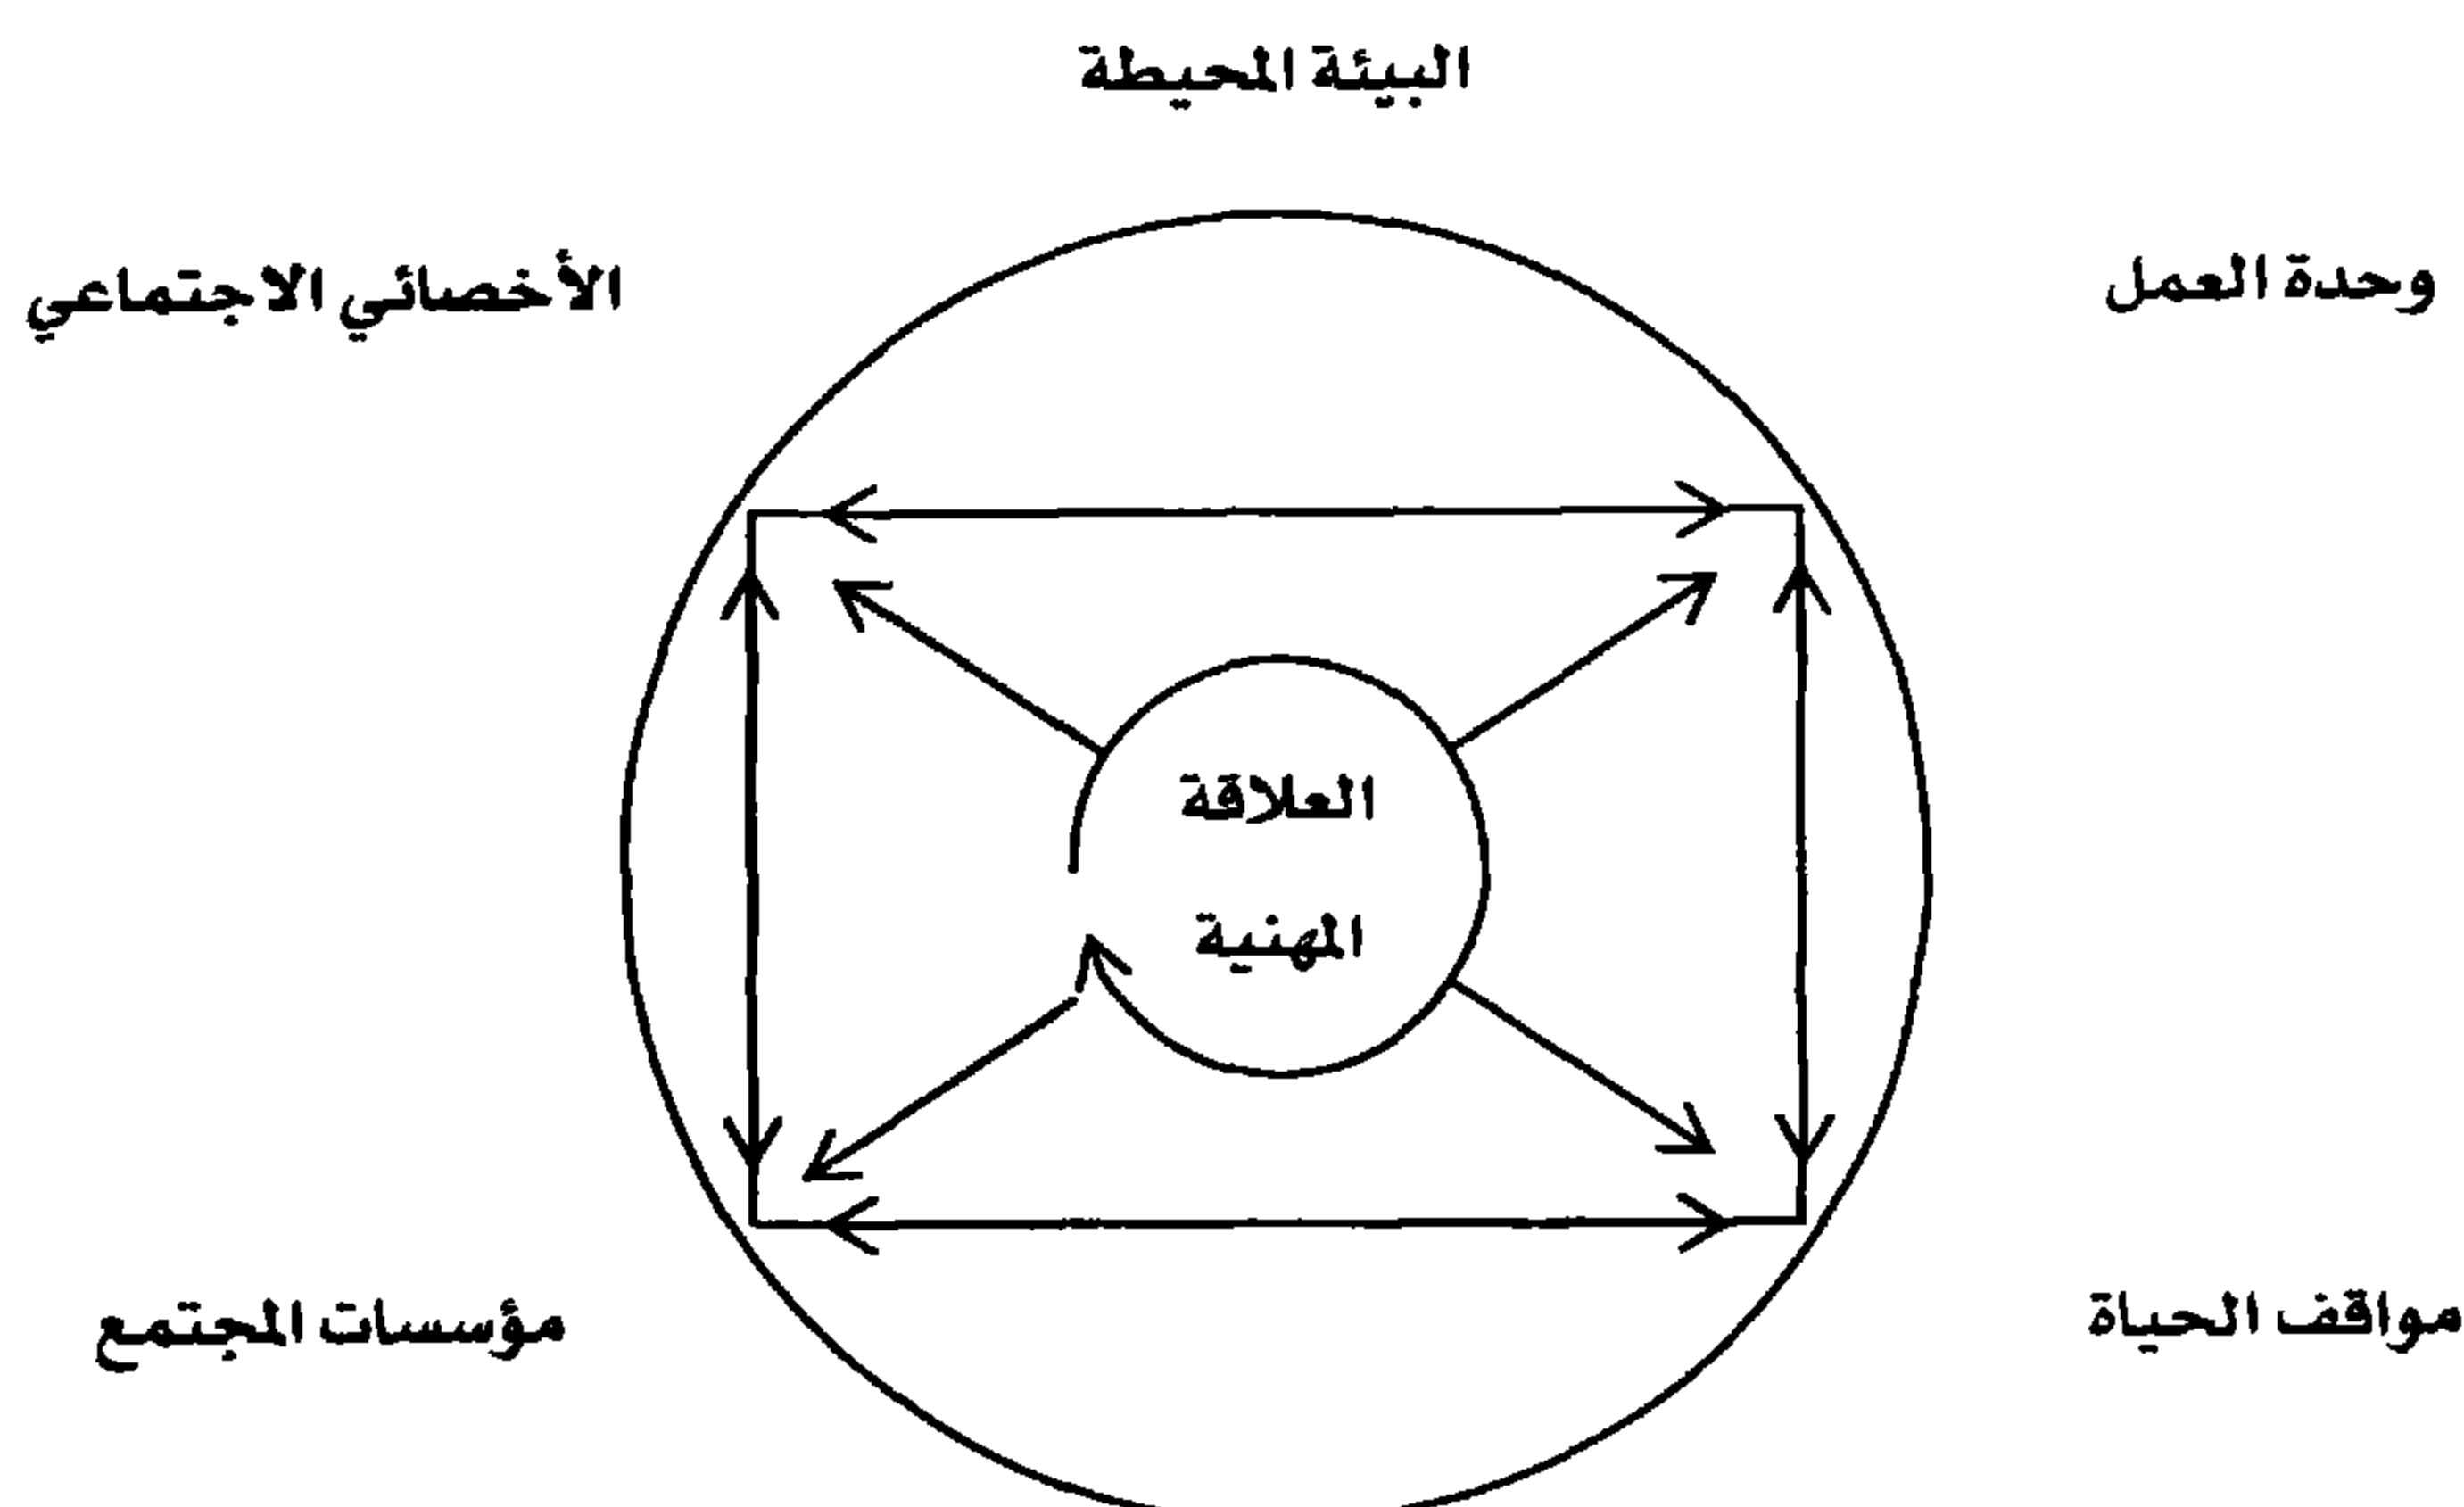 البيئة المحيطة
وحدة العمل
الأخصائي الاجتماعي
العلاقة
المهنية
مواقف الحياة
مؤسسات المجتمع